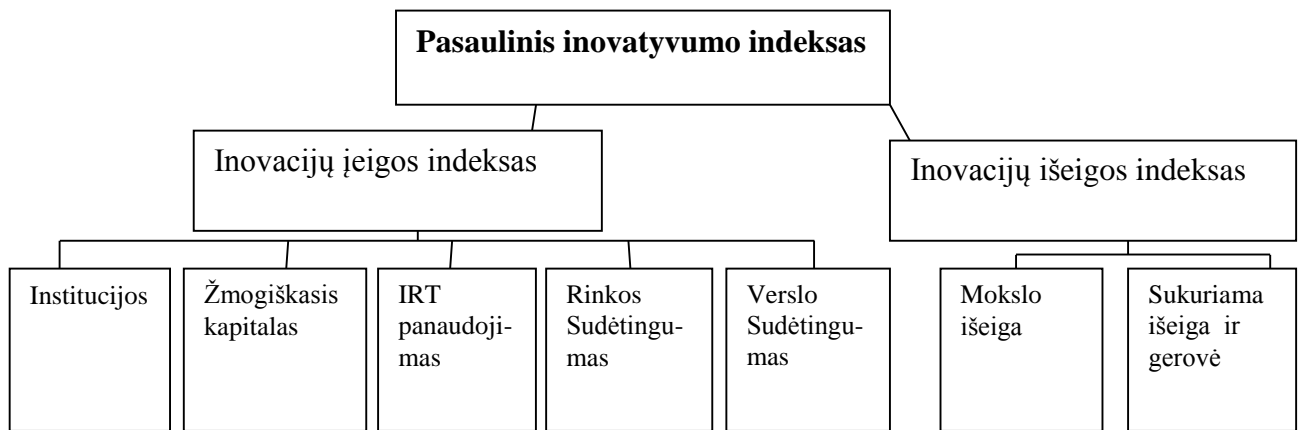 Pasaulinis inovatyvumo indeksas
Inovacijų įeigos indeksas
Inovacijų išeigos indeksas
Institucijos
Žmogiškasis
kapitalas
IRT
panaudoji-
mas
Rinkos
Sudėtingu-
mas
Verslo
Sudėtingu-
mas
Mokslo
išeiga
Sukuriama
išeiga ir
gerovė